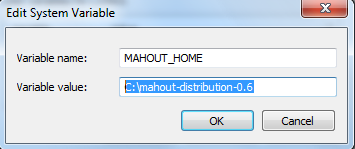 Edit System Variable
Variable name: MAHOUT_HOME
Variable value: C:\mahout-distribution-0.6
OK Cancel